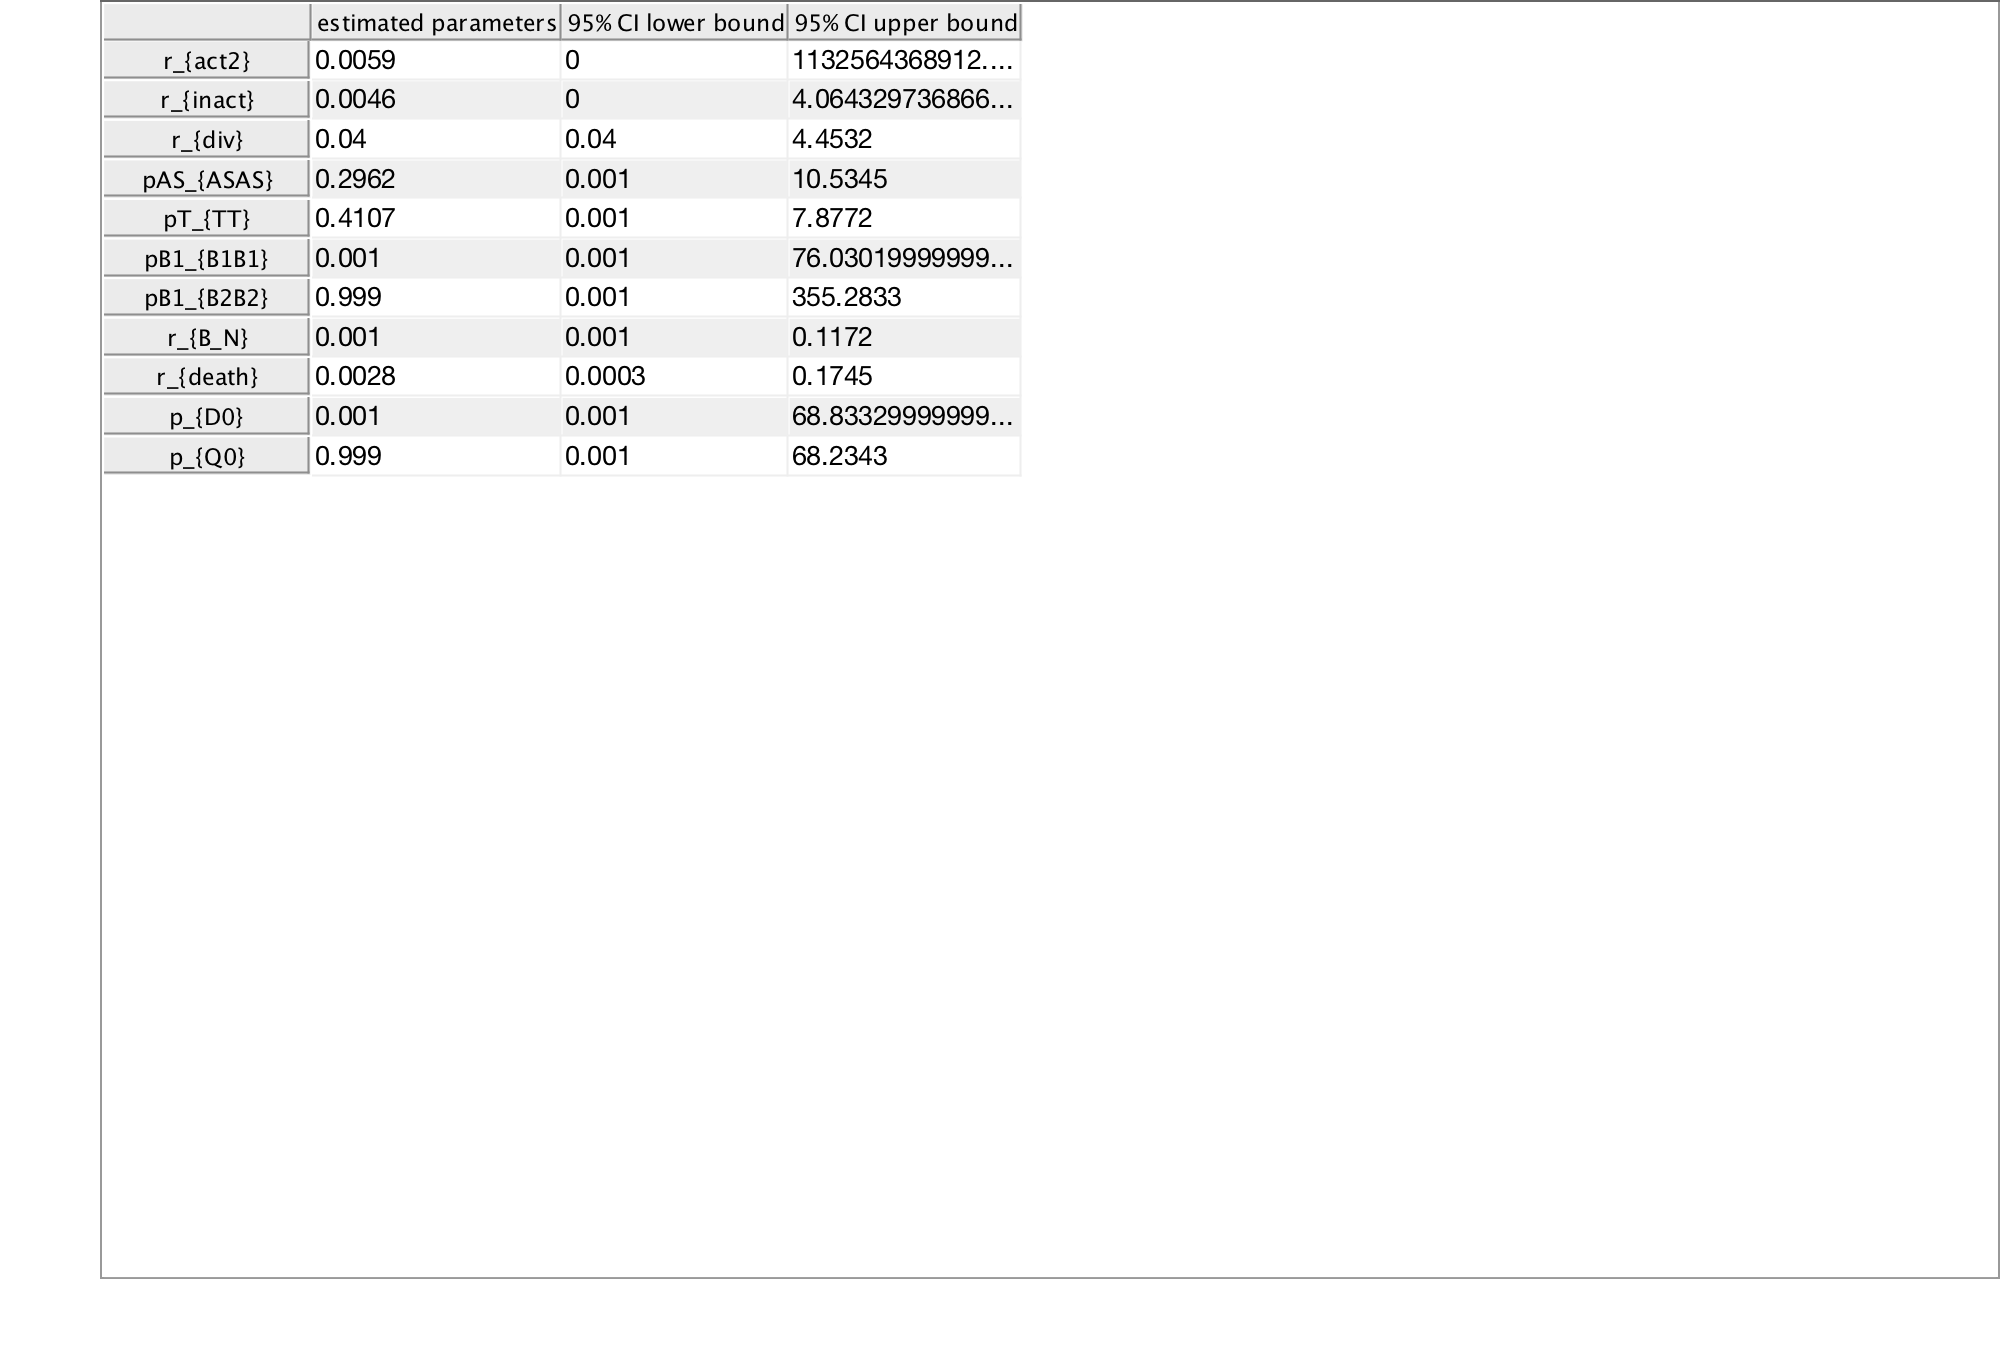 estimated parameters 95% CI lower bound 95% CI upper bound
r_{act2} 0.0059 0 1132564368912....
r_{inact} 0.0046 0 4.064329736866...
r_{div} 0.04 0.04 4.4532
pAS_{ASAS} 0.2962 0.001 10.5345
pT_{TT} 0.4107 0.001 7.8772
pB1_{B1B1} 0.001 0.001 76.03019999999...
pB1_{B2B2} 0.999 0.001 355.2833
r_{B_N} 0.001 0.001 0.1172
r_{death} 0.0028 0.0003 0.1745
p_{D0} 0.001 0.001 68.83329999999...
p_{Q0} 0.999 0.001 68.2343